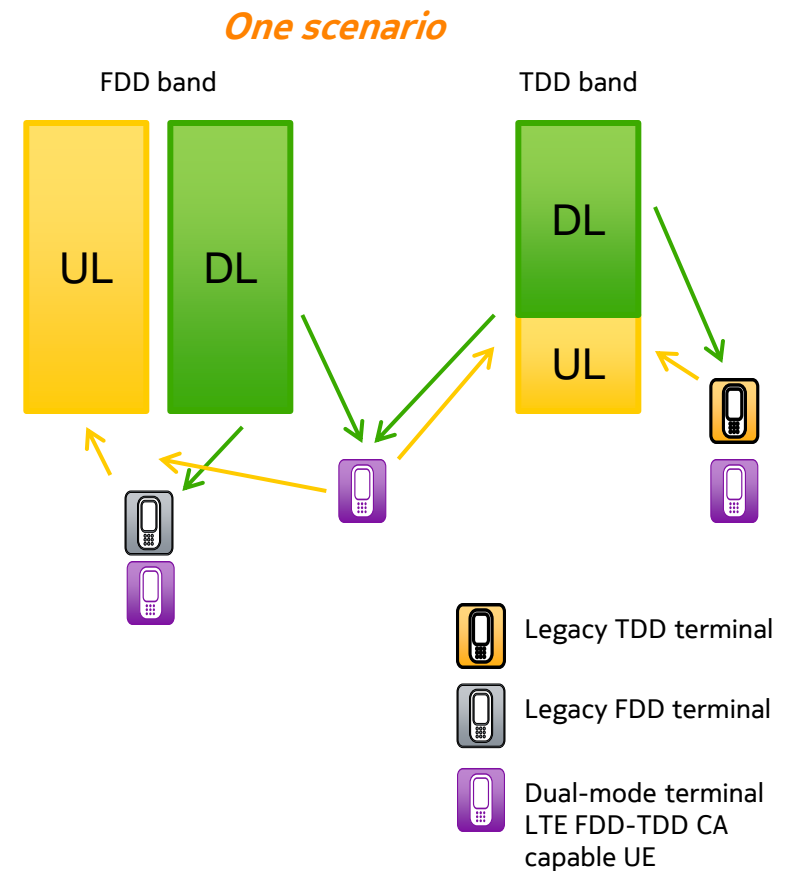 One scenario
FDD band
TDD band
UL
DL
DL
UL
Legacy TDD terminal
Legacy FDD terminal
Dual-mode terminal
LTE FDD-TDD CA
capable UE